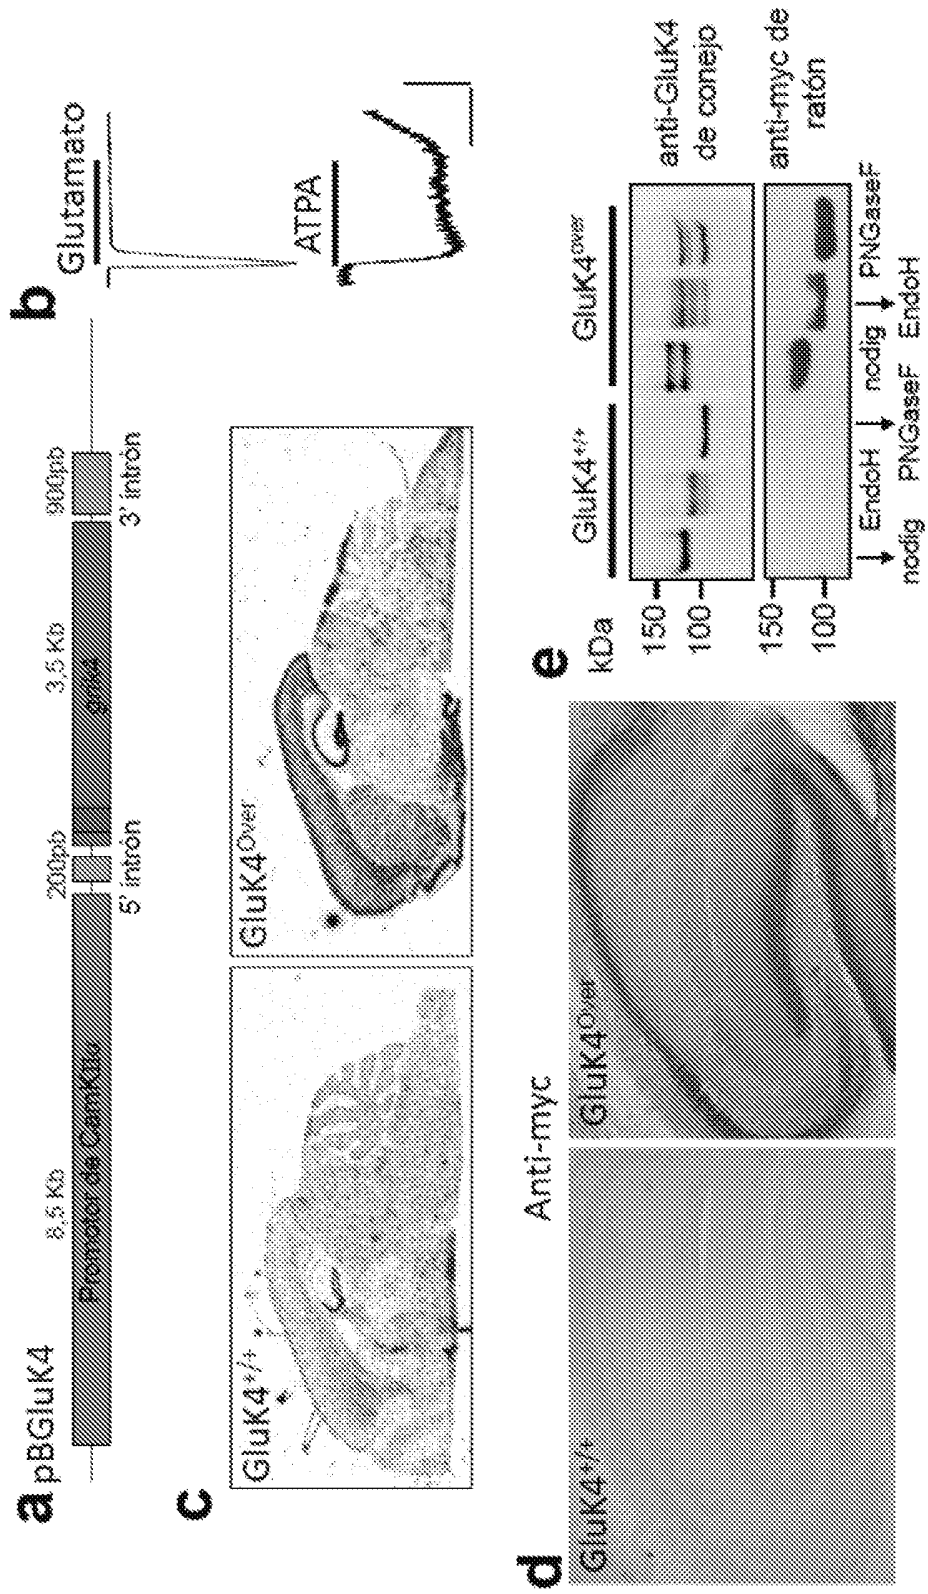 a
pBGluK4
8,5 Kb
200pb
3,5 Kb
900pb
Promotor de CamKIIα
grik4
5' intrón
3' intrón
b
Glutamato
ATPA
c
GluK4+/+
GluK4Over
d
Anti-myc
GluK4+/+
GluK4Over
e
kDa
GluK4+/+
GluK4over
150
100
anti-GluK4
de conejo
150
100
anti-myc de
ratón
EndoH
nodig
PNGaseF
nodig
PNGaseF
EndoH